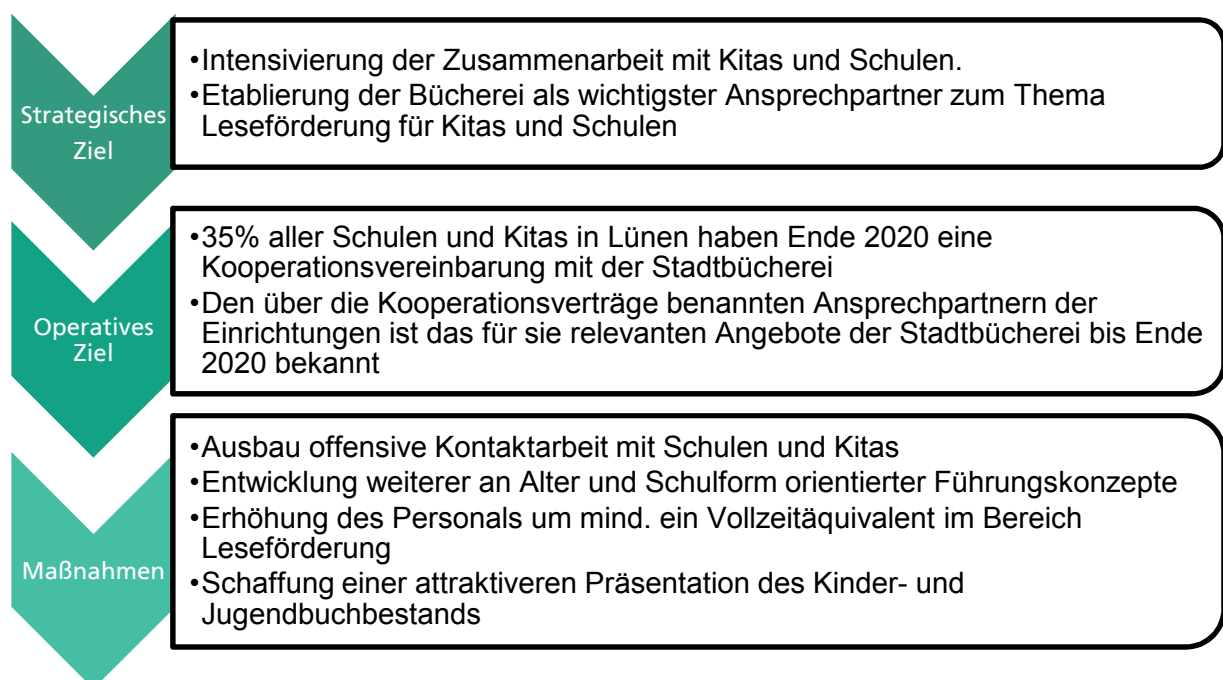 Strategisches
Ziel
•Intensivierung der Zusammenarbeit mit Kitas und Schulen.
•Etablierung der Bücherei als wichtigster Ansprechpartner zum Thema
Leseförderung für Kitas und Schulen
Operatives
Ziel
•35% aller Schulen und Kitas in Lünen haben Ende 2020 eine
Kooperationsvereinbarung mit der Stadtbücherei
•Den über die Kooperationsverträge benannten Ansprechpartnern der
Einrichtungen ist das für sie relevanten Angebote der Stadtbücherei bis Ende
2020 bekannt
Maßnahmen
•Ausbau offensive Kontaktarbeit mit Schulen und Kitas
•Entwicklung weiterer an Alter und Schulform orientierter Führungskonzepte
•Erhöhung des Personals um mind. ein Vollzeitäquivalent im Bereich
Leseförderung
•Schaffung einer attraktiveren Präsentation des Kinder- und
Jugendbuchbestands